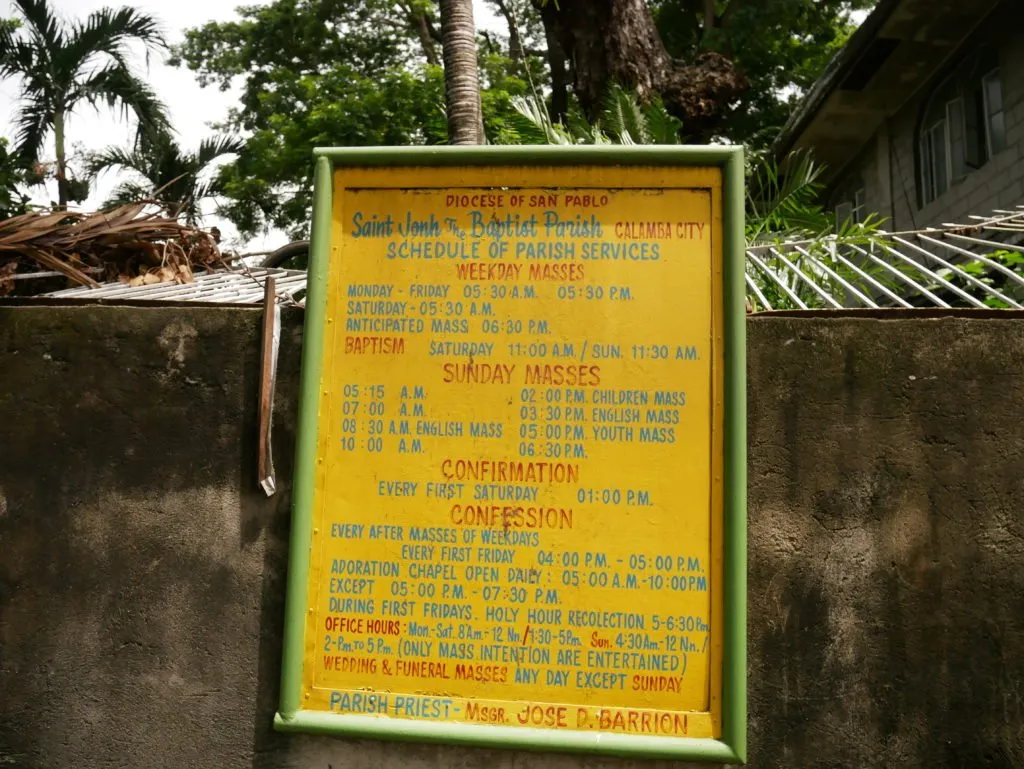 DIOCESE OF SAN PABLO
Saint Jonh The Baptist Parish CALAMBA CITY
SCHEDULE OF PARISH SERVICES
WEEKDAY MASSES
MONDAY - FRIDAY 05:30 A.M. 05:30 P.M.
SATURDAY - 05:30 A.M.
ANTICIPATED MASS 06:30 P.M.
BAPTISM SATURDAY 11:00 A.M / SUN. 11:30 AM.
SUNDAY MASSES
05:15 A.M. 02:00 P.M. CHILDREN MASS
07:00 A.M. 03:30 P.M. ENGLISH MASS
08:30 A.M. ENGLISH MASS 05:00 P.M. YOUTH MASS
10:00 A.M. 06:30 P.M.
CONFIRMATION
EVERY FIRST SATURDAY 01:00 P.M.
CONFESSION
EVERY AFTER MASSES OF WEEKDAYS
EVERY FIRST FRIDAY 04:00 P.M. - 05:00 P.M.
ADORATION CHAPEL OPEN DAILY: 05:00 A.M.-10:00PM
EXCEPT 05:00 P.M. - 07:30 P.M.
DURING FIRST FRIDAYS. HOLY HOUR RECOLECTION 5-6:30 P.M.
OFFICE HOURS: Mon.-Sat. 8 Am.-12 Nn./1:30-5 Pm. Sun. 4:30 Am.-12 Nn./
2-P.m. TO 5 P.m. (ONLY MASS INTENTION ARE ENTERTAINED)
WEDDING & FUNERAL MASSES ANY DAY EXCEPT SUNDAY
PARISH PRIEST - MSGR. JOSE D. BARRION